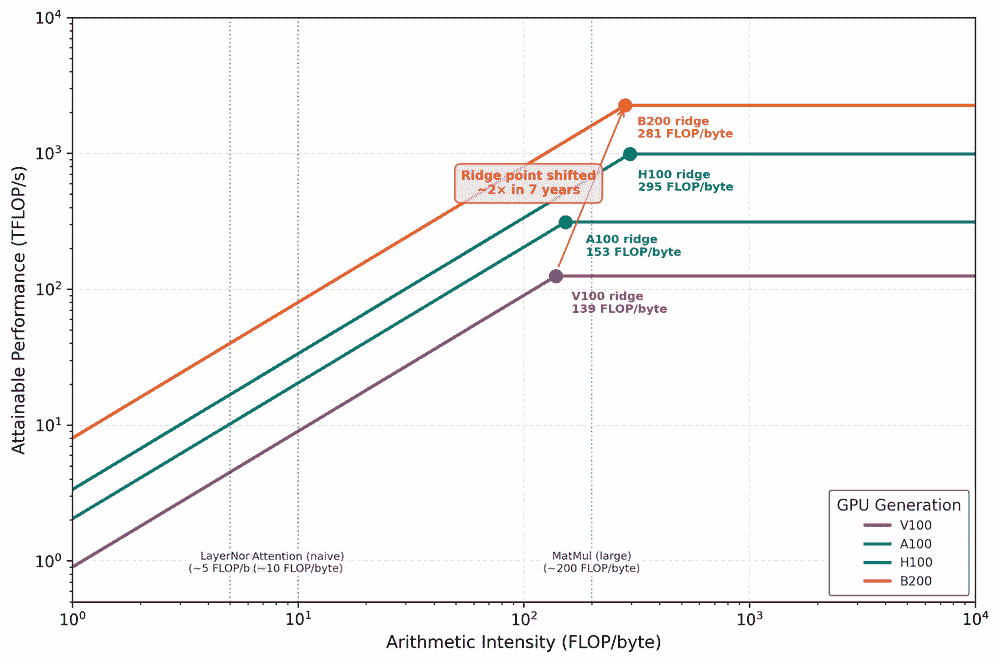 Attainable Performance (TFLOP/s)
10⁴
10³
10²
10¹
10⁰
B200 ridge
281 FLOP/byte
Ridge point shifted
~2× in 7 years
H100 ridge
295 FLOP/byte
A100 ridge
153 FLOP/byte
V100 ridge
139 FLOP/byte
LayerNor
(~5 FLOP/b
Attention (naive)
(~10 FLOP/byte)
MatMul (large)
(~200 FLOP/byte)
GPU Generation
V100
A100
H100
B200
10⁰ 10¹ 10² 10³ 10⁴
Arithmetic Intensity (FLOP/byte)